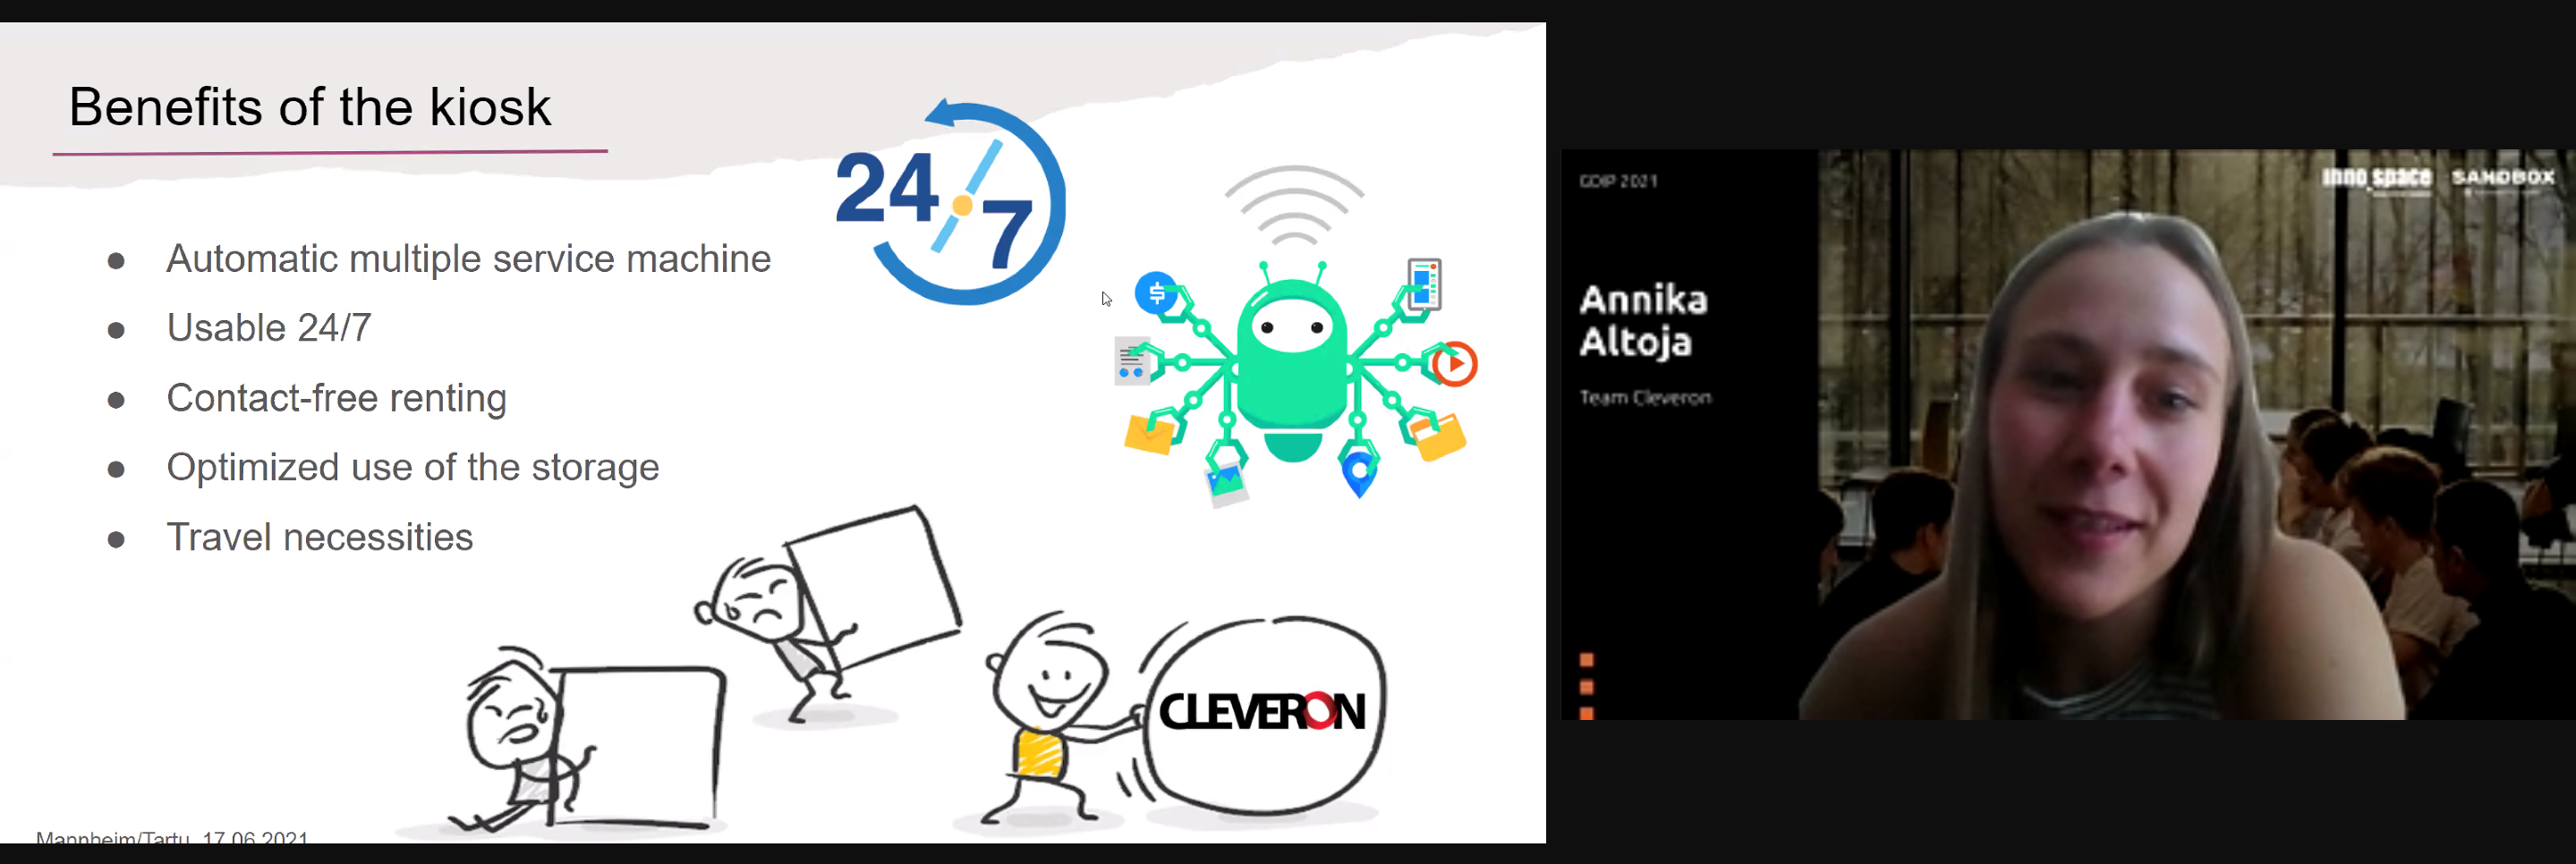 Benefits of the kiosk
24/7
Automatic multiple service machine
Usable 24/7
Contact-free renting
Optimized use of the storage
Travel necessities
CLEVERON
Mannheim/Tartu, 17.06.2021
GDIP 2021
inno.space
SANDBOX
Annika
Altoja
Team Cleveron